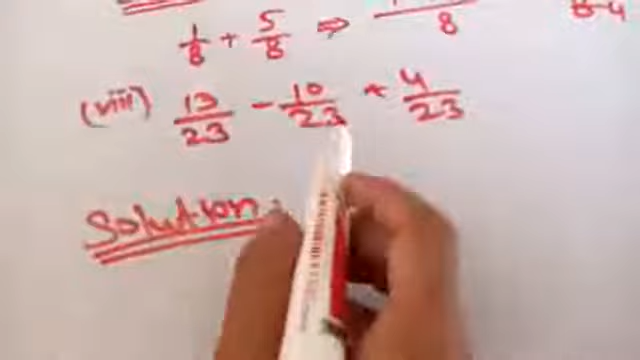 1/8 + 5/8 ⇒ 8
(viii) 13/23 - 10/23 + 4/23
Solution: